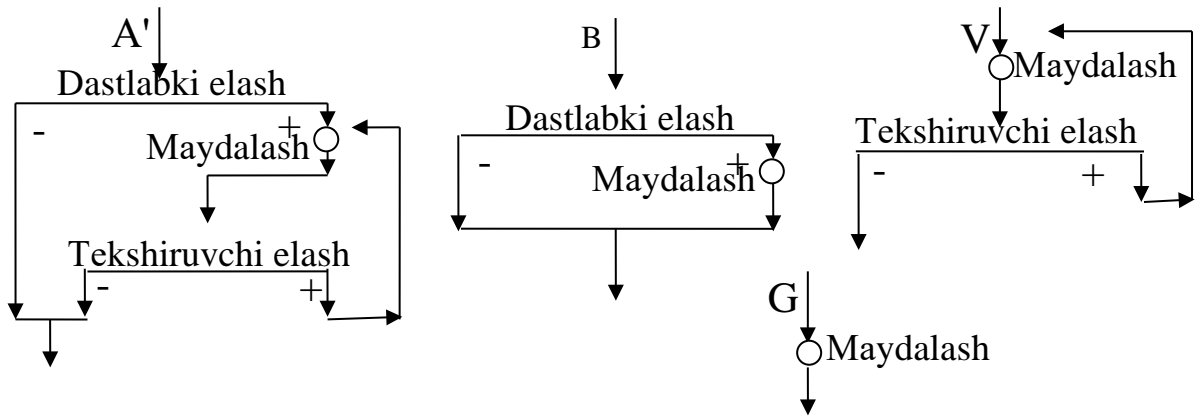 A'
Dastlabki elash
-
+
Maydalash
Tekshiruvchi elash
-
+
B
Dastlabki elash
-
+
Maydalash
V
Maydalash
Tekshiruvchi elash
-
+
G
Maydalash